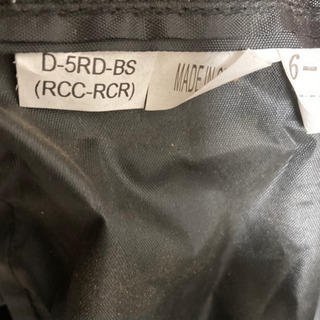 D-5RD-BS
(RCC-RCR)
MADE IN
6-